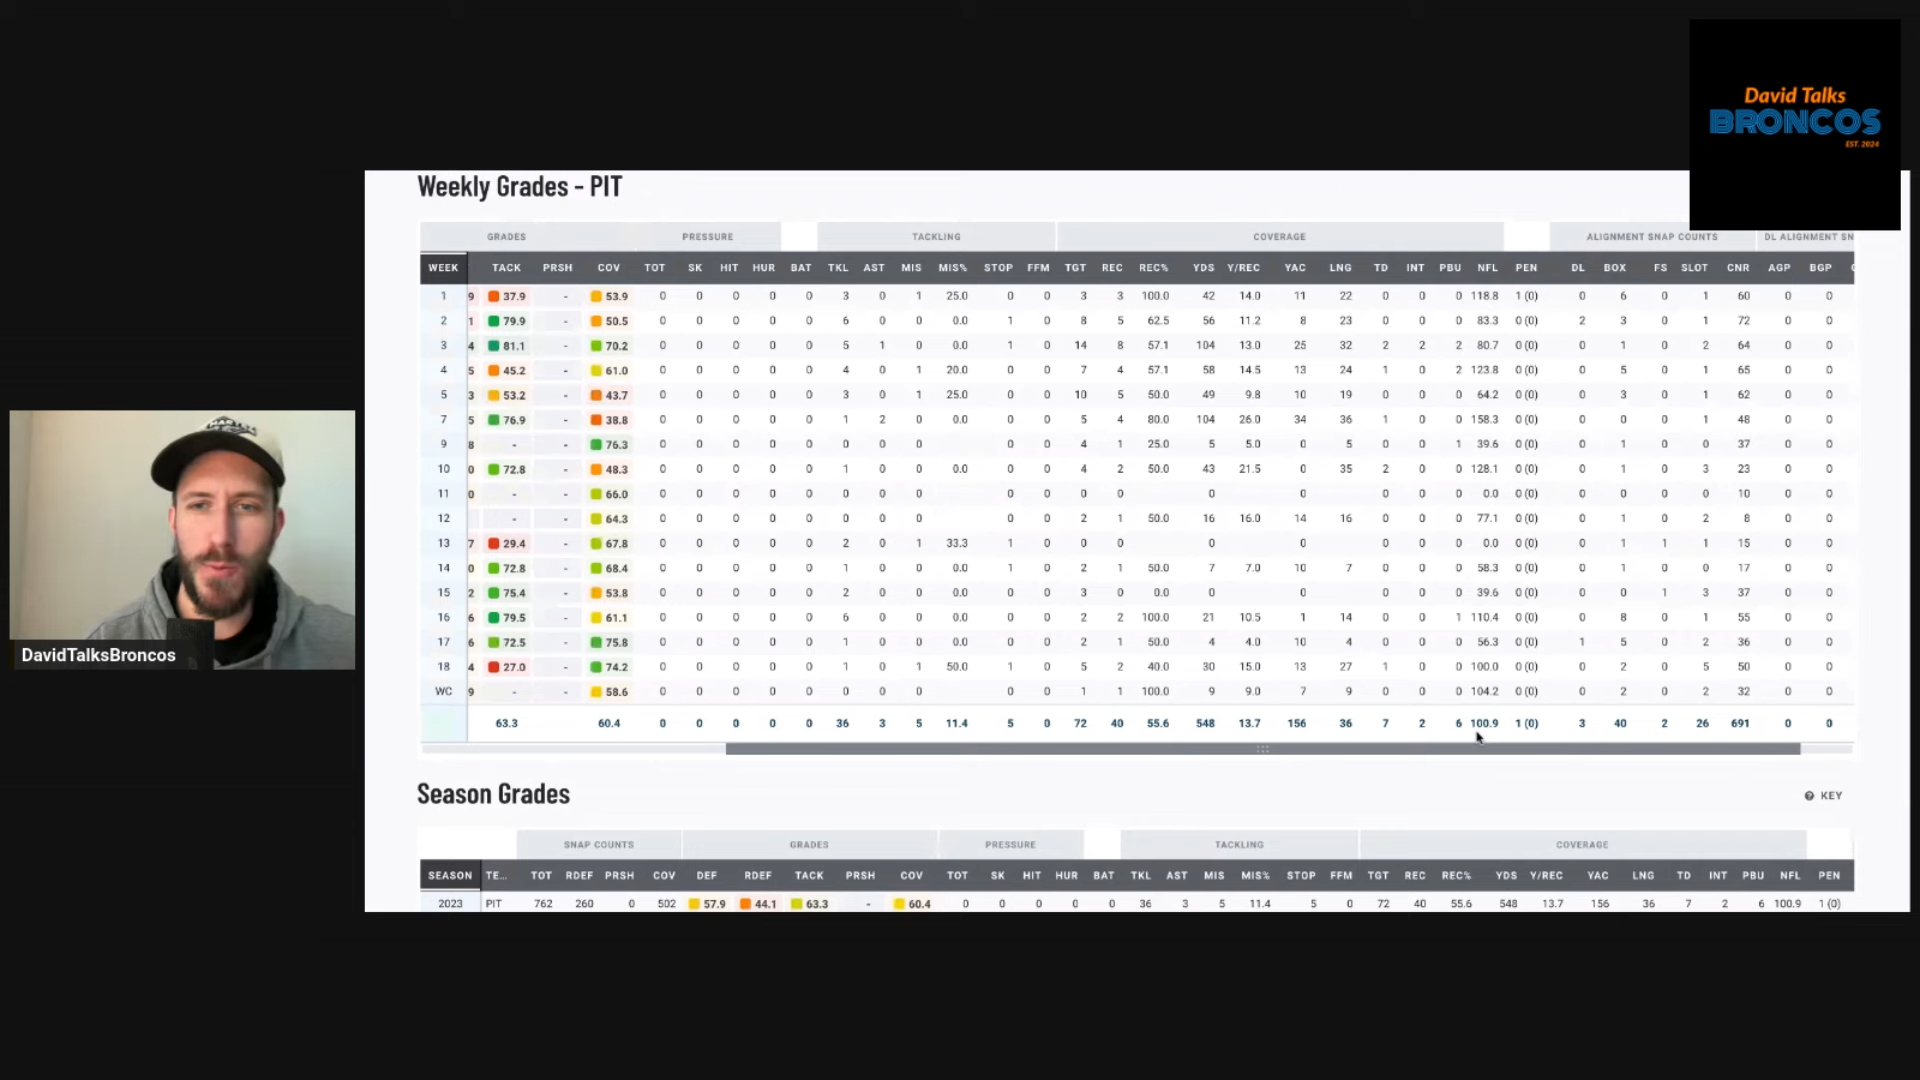 David Talks
BRONCOS
EST. 2024
Weekly Grades - PIT
GRADES PRESSURE TACKLING COVERAGE ALIGNMENT SNAP COUNTS DL ALIGNMENT SN
WEEK TACK PRSH COV TOT SK HIT HUR BAT TKL AST MIS MIS% STOP FFM TGT REC REC% YDS Y/REC YAC LNG TD INT PBU NFL PEN DL BOX FS SLOT CNR AGP BGP
1 9 37.9 - 53.9 0 0 0 0 0 3 0 1 25.0 0 0 3 3 100.0 42 14.0 11 22 0 0 0 118.8 1 (0) 0 6 0 1 60 0 0
2 1 79.9 - 50.5 0 0 0 0 0 6 0 0 0.0 1 0 8 5 62.5 56 11.2 8 23 0 0 0 83.3 0 (0) 2 3 0 1 72 0 0
3 4 81.1 - 70.2 0 0 0 0 0 5 1 0 0.0 1 0 14 8 57.1 104 13.0 25 32 2 2 2 80.7 0 (0) 0 1 0 2 64 0 0
4 5 45.2 - 61.0 0 0 0 0 0 4 0 1 20.0 0 0 7 4 57.1 58 14.5 13 24 1 0 2 123.8 0 (0) 0 5 0 1 65 0 0
5 3 53.2 - 43.7 0 0 0 0 0 3 0 1 25.0 0 0 10 5 50.0 49 9.8 10 19 0 0 0 64.2 0 (0) 0 3 0 1 62 0 0
7 5 76.9 - 38.8 0 0 0 0 0 1 2 0 0.0 0 0 5 4 80.0 104 26.0 34 36 1 0 0 158.3 0 (0) 0 0 0 1 48 0 0
9 8 - - 76.3 0 0 0 0 0 0 0 0 0 0 4 1 25.0 5 5.0 0 5 0 0 1 39.6 0 (0) 0 1 0 0 37 0 0
10 0 72.8 - 48.3 0 0 0 0 0 1 0 0 0.0 0 0 4 2 50.0 43 21.5 0 35 2 0 0 128.1 0 (0) 0 1 0 3 23 0 0
11 0 - - 66.0 0 0 0 0 0 0 0 0 0 0 0 0 0 0 0 0 0 0.0 0 (0) 0 0 0 0 10 0 0
12 - - 64.3 0 0 0 0 0 0 0 0 0 0 2 1 50.0 16 16.0 14 16 0 0 0 77.1 0 (0) 0 1 0 2 8 0 0
13 7 29.4 - 67.8 0 0 0 0 0 2 0 1 33.3 1 0 0 0 0 0 0 0 0 0.0 0 (0) 0 1 1 1 15 0 0
14 0 72.8 - 68.4 0 0 0 0 0 1 0 0 0.0 1 0 2 1 50.0 7 7.0 10 7 0 0 0 58.3 0 (0) 0 1 0 0 17 0 0
15 2 75.4 - 53.8 0 0 0 0 0 2 0 0 0.0 0 0 3 0 0.0 0 0 0 0 0 39.6 0 (0) 0 0 1 3 37 0 0
16 6 79.5 - 61.1 0 0 0 0 0 6 0 0 0.0 0 0 2 2 100.0 21 10.5 1 14 0 0 1 110.4 0 (0) 0 8 0 1 55 0 0
17 6 72.5 - 75.8 0 0 0 0 0 1 0 0 0.0 0 0 2 1 50.0 4 4.0 10 4 0 0 0 56.3 0 (0) 1 5 0 2 36 0 0
18 4 27.0 - 74.2 0 0 0 0 0 1 0 1 50.0 1 0 5 2 40.0 30 15.0 13 27 1 0 0 100.0 0 (0) 0 2 0 5 50 0 0
WC 9 - - 58.6 0 0 0 0 0 0 0 0 0 0 1 1 100.0 9 9.0 7 9 0 0 0 104.2 0 (0) 0 2 0 2 32 0 0
63.3 60.4 0 0 0 0 0 36 3 5 11.4 5 0 72 40 55.6 548 13.7 156 36 7 2 6 100.9 1 (0) 3 40 2 26 691 0 0
Season Grades
KEY
SNAP COUNTS GRADES PRESSURE TACKLING COVERAGE
SEASON TE... TOT RDEF PRSH COV DEF RDEF TACK PRSH COV TOT SK HIT HUR BAT TKL AST MIS MIS% STOP FFM TGT REC REC% YDS Y/REC YAC LNG TD INT PBU NFL PEN
2023 PIT 762 260 0 502 57.9 44.1 63.3 - 60.4 0 0 0 0 0 36 3 5 11.4 5 0 72 40 55.6 548 13.7 156 36 7 2 6 100.9 1 (0)
DavidTalksBroncos